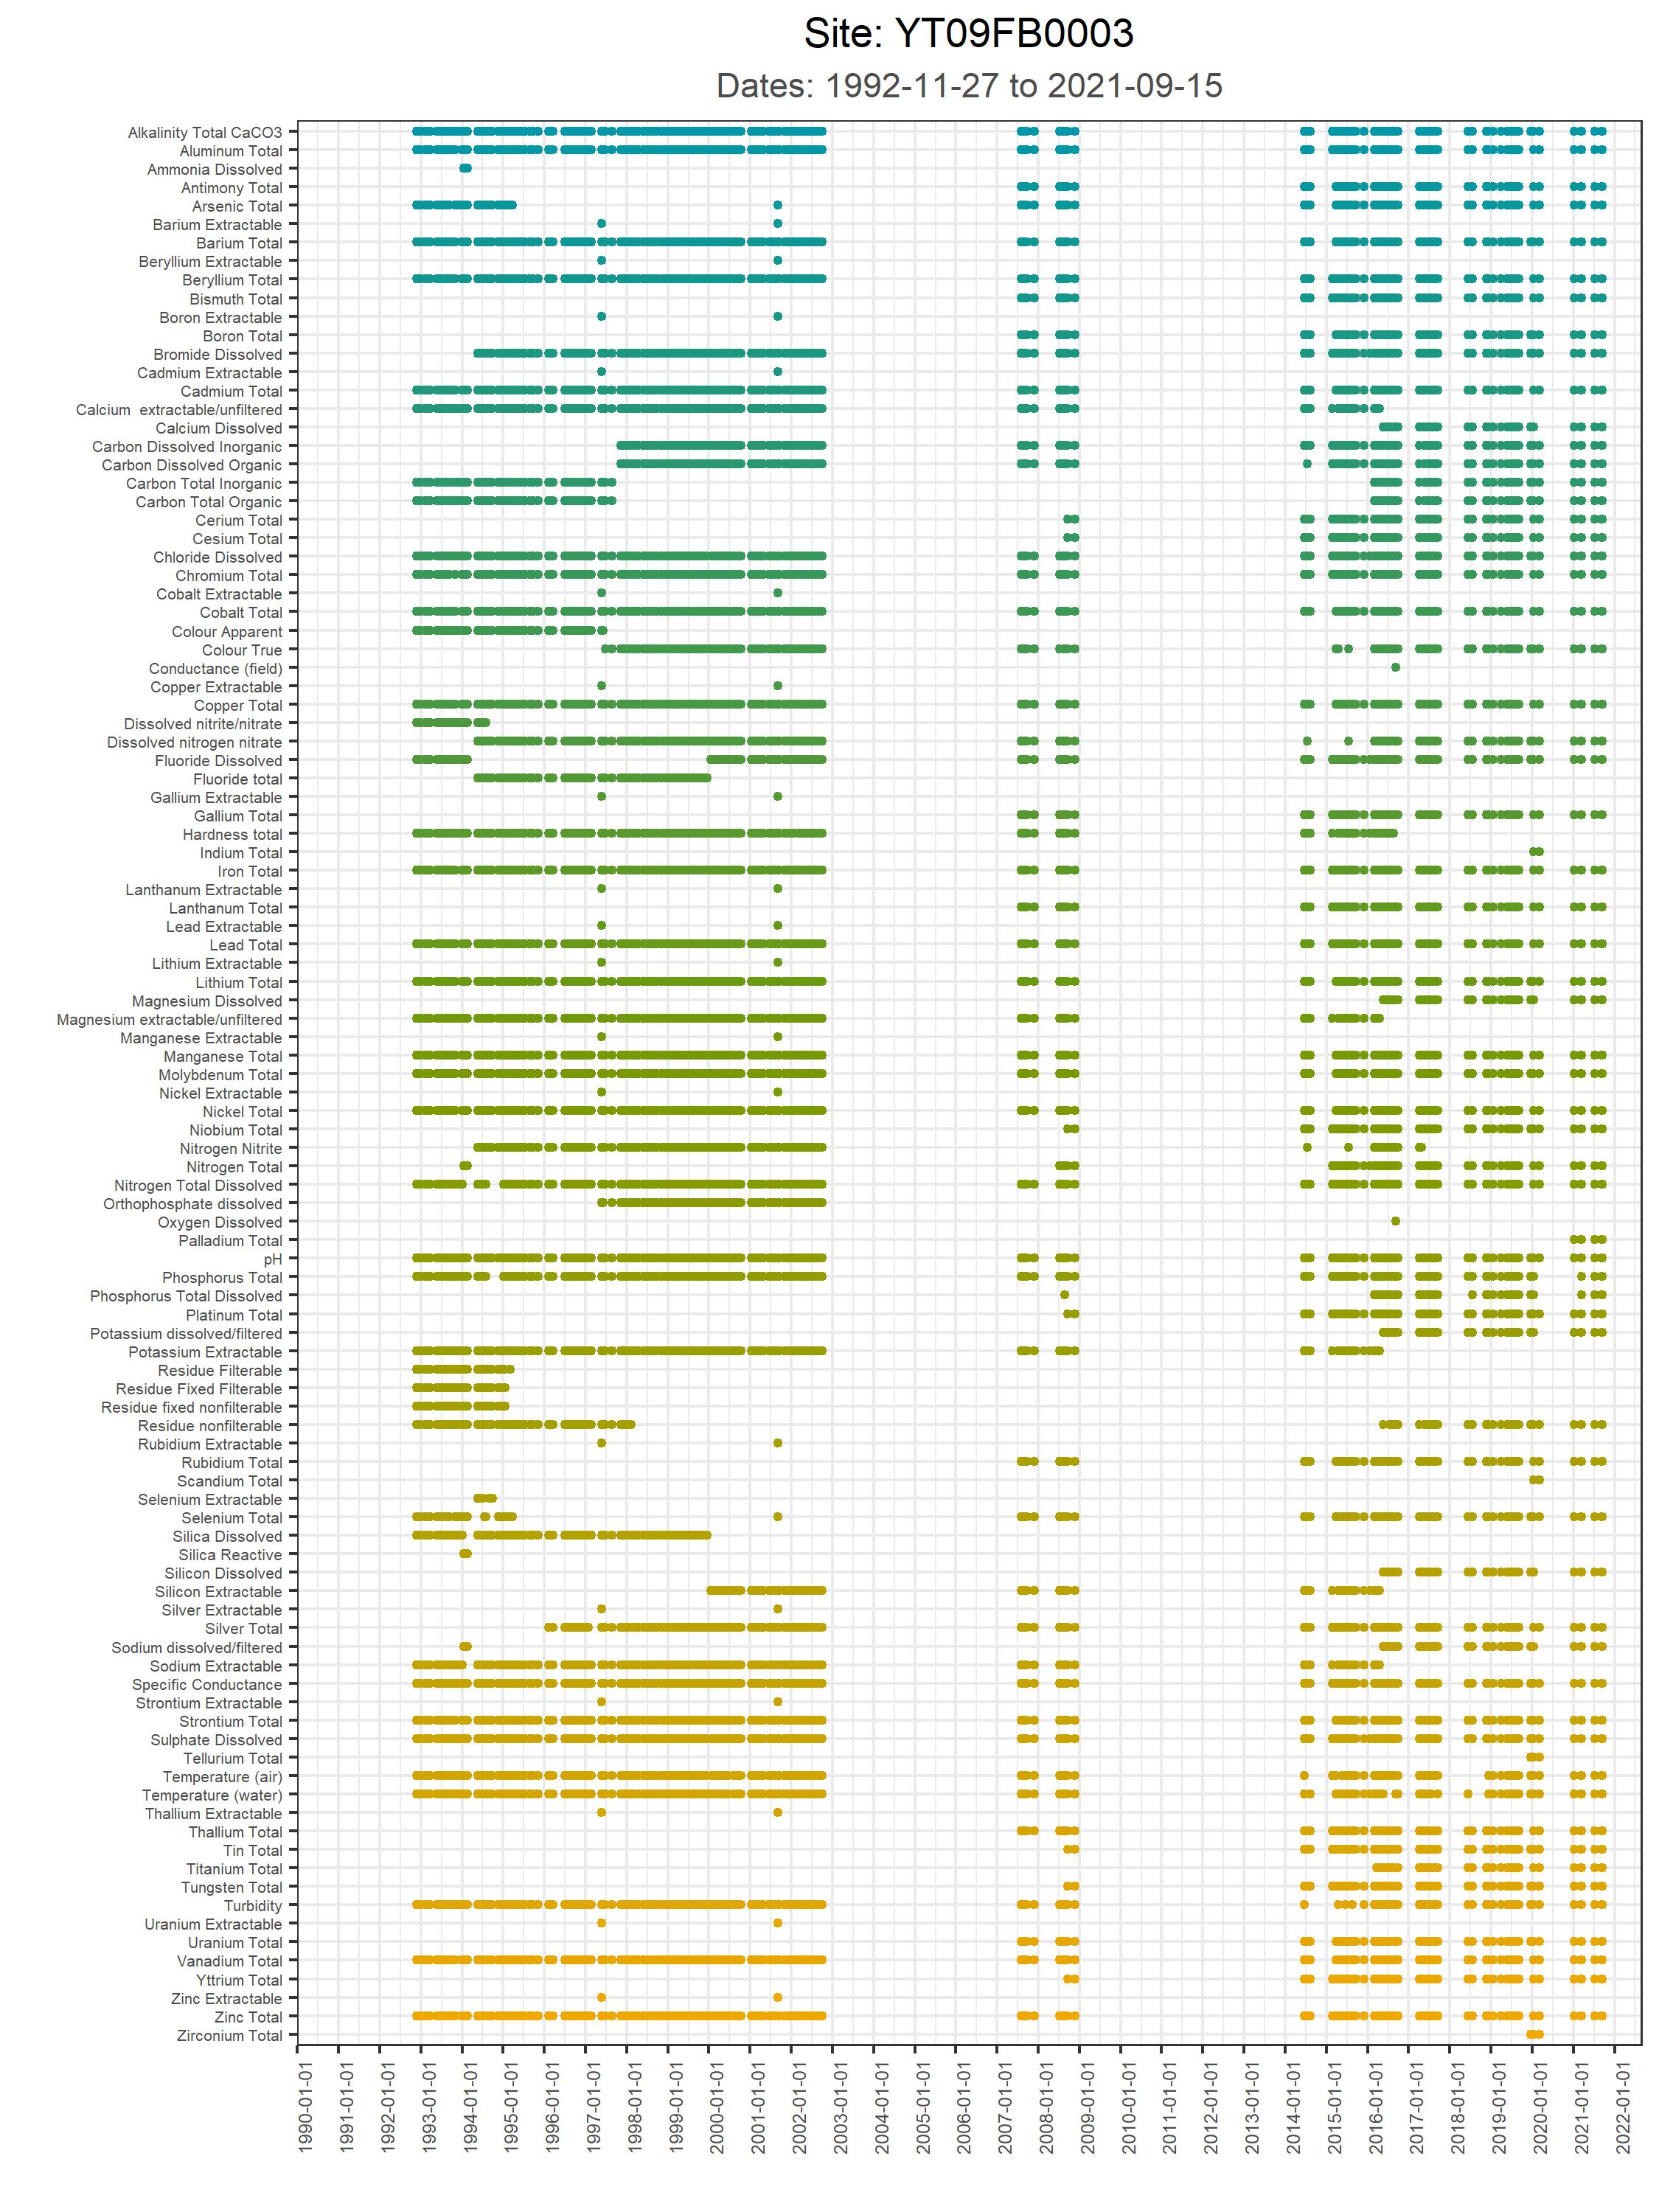 Site: YT09FB0003
Dates: 1992-11-27 to 2021-09-15
Alkalinity Total CaCO3
Aluminum Total
Ammonia Dissolved
Antimony Total
Arsenic Total
Barium Extractable
Barium Total
Beryllium Extractable
Beryllium Total
Bismuth Total
Boron Extractable
Boron Total
Bromide Dissolved
Cadmium Extractable
Cadmium Total
Calcium  extractable/unfiltered
Calcium Dissolved
Carbon Dissolved Inorganic
Carbon Dissolved Organic
Carbon Total Inorganic
Carbon Total Organic
Cerium Total
Cesium Total
Chloride Dissolved
Chromium Total
Cobalt Extractable
Cobalt Total
Colour Apparent
Colour True
Conductance (field)
Copper Extractable
Copper Total
Dissolved nitrite/nitrate
Dissolved nitrogen nitrate
Fluoride Dissolved
Fluoride total
Gallium Extractable
Gallium Total
Hardness total
Indium Total
Iron Total
Lanthanum Extractable
Lanthanum Total
Lead Extractable
Lead Total
Lithium Extractable
Lithium Total
Magnesium Dissolved
Magnesium extractable/unfiltered
Manganese Extractable
Manganese Total
Molybdenum Total
Nickel Extractable
Nickel Total
Niobium Total
Nitrogen Nitrite
Nitrogen Total
Nitrogen Total Dissolved
Orthophosphate dissolved
Oxygen Dissolved
Palladium Total
pH
Phosphorus Total
Phosphorus Total Dissolved
Platinum Total
Potassium dissolved/filtered
Potassium Extractable
Residue Filterable
Residue Fixed Filterable
Residue fixed nonfilterable
Residue nonfilterable
Rubidium Extractable
Rubidium Total
Scandium Total
Selenium Extractable
Selenium Total
Silica Dissolved
Silica Reactive
Silicon Dissolved
Silicon Extractable
Silver Extractable
Silver Total
Sodium dissolved/filtered
Sodium Extractable
Specific Conductance
Strontium Extractable
Strontium Total
Sulphate Dissolved
Tellurium Total
Temperature (air)
Temperature (water)
Thallium Extractable
Thallium Total
Tin Total
Titanium Total
Tungsten Total
Turbidity
Uranium Extractable
Uranium Total
Vanadium Total
Yttrium Total
Zinc Extractable
Zinc Total
Zirconium Total
1990-01-01
1991-01-01
1992-01-01
1993-01-01
1994-01-01
1995-01-01
1996-01-01
1997-01-01
1998-01-01
1999-01-01
2000-01-01
2001-01-01
2002-01-01
2003-01-01
2004-01-01
2005-01-01
2006-01-01
2007-01-01
2008-01-01
2009-01-01
2010-01-01
2011-01-01
2012-01-01
2013-01-01
2014-01-01
2015-01-01
2016-01-01
2017-01-01
2018-01-01
2019-01-01
2020-01-01
2021-01-01
2022-01-01